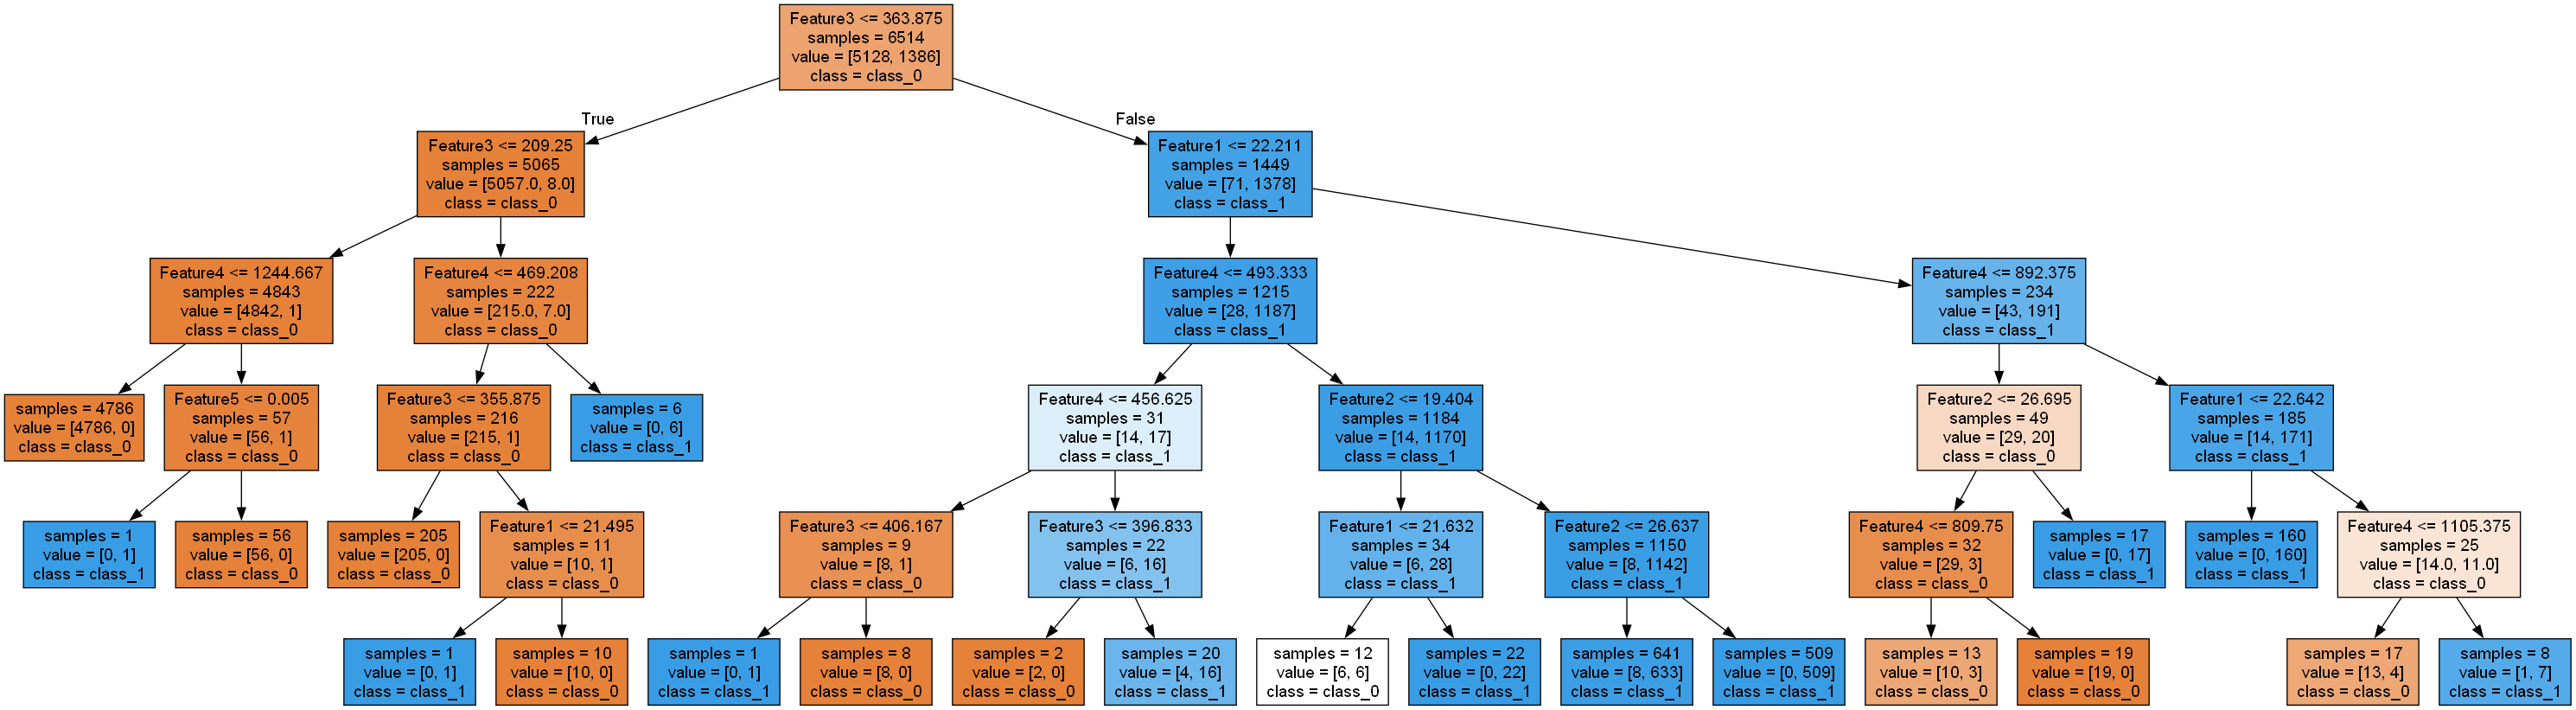 Feature3 <= 363.875
samples = 6514
value = [5128, 1386]
class = class_0
True
False
Feature3 <= 209.25
samples = 5065
value = [5057.0, 8.0]
class = class_0
Feature1 <= 22.211
samples = 1449
value = [71, 1378]
class = class_1
Feature4 <= 1244.667
samples = 4843
value = [4842, 1]
class = class_0
Feature4 <= 469.208
samples = 222
value = [215.0, 7.0]
class = class_0
Feature4 <= 493.333
samples = 1215
value = [28, 1187]
class = class_1
Feature4 <= 892.375
samples = 234
value = [43, 191]
class = class_1
samples = 4786
value = [4786, 0]
class = class_0
Feature5 <= 0.005
samples = 57
value = [56, 1]
class = class_0
Feature3 <= 355.875
samples = 216
value = [215, 1]
class = class_0
samples = 6
value = [0, 6]
class = class_1
Feature4 <= 456.625
samples = 31
value = [14, 17]
class = class_1
Feature2 <= 19.404
samples = 1184
value = [14, 1170]
class = class_1
Feature2 <= 26.695
samples = 49
value = [29, 20]
class = class_0
Feature1 <= 22.642
samples = 185
value = [14, 171]
class = class_1
samples = 1
value = [0, 1]
class = class_1
samples = 56
value = [56, 0]
class = class_0
samples = 205
value = [205, 0]
class = class_0
Feature1 <= 21.495
samples = 11
value = [10, 1]
class = class_0
Feature3 <= 406.167
samples = 9
value = [8, 1]
class = class_0
Feature3 <= 396.833
samples = 22
value = [6, 16]
class = class_1
Feature1 <= 21.632
samples = 34
value = [6, 28]
class = class_1
Feature2 <= 26.637
samples = 1150
value = [8, 1142]
class = class_1
Feature4 <= 809.75
samples = 32
value = [29, 3]
class = class_0
samples = 17
value = [0, 17]
class = class_1
samples = 160
value = [0, 160]
class = class_1
Feature4 <= 1105.375
samples = 25
value = [14.0, 11.0]
class = class_0
samples = 1
value = [0, 1]
class = class_1
samples = 10
value = [10, 0]
class = class_0
samples = 1
value = [0, 1]
class = class_1
samples = 8
value = [8, 0]
class = class_0
samples = 2
value = [2, 0]
class = class_0
samples = 20
value = [4, 16]
class = class_1
samples = 12
value = [6, 6]
class = class_0
samples = 22
value = [0, 22]
class = class_1
samples = 641
value = [8, 633]
class = class_1
samples = 509
value = [0, 509]
class = class_1
samples = 13
value = [10, 3]
class = class_0
samples = 19
value = [19, 0]
class = class_0
samples = 17
value = [13, 4]
class = class_0
samples = 8
value = [1, 7]
class = class_1